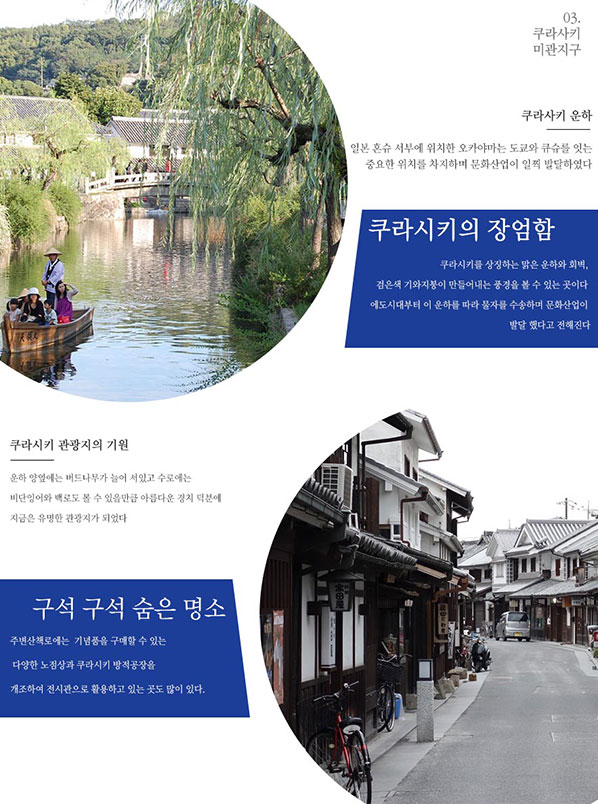 03.
쿠라사키
미관지구
쿠라사키 운하
일본 혼슈 서부에 위치한 오카야마는 도쿄와 큐슈를 잇는
중요한 위치를 차지하며 문화산업이 일찍 발달하였다
쿠라시키의 장엄함
쿠라시키를 상징하는 맑은 운하와 회벽,
검은색 기와지붕이 만들어내는 풍경을 볼 수 있는 곳이다
에도시대부터 이 운하를 따라 물자를 수송하며 문화산업이
발달 했다고 전해진다
쿠라시키 관광지의 기원
운하 양옆에는 버드나무가 늘어 서있고 수로에는
비단잉어와 백로도 볼 수 있을만큼 아름다운 경치 덕분에
지금은 유명한 관광지가 되었다
구석 구석 숨은 명소
주변산책로에는 기념품을 구매할 수 있는
다양한 노점상과 쿠라시키 방적공장을
개조하여 전시관으로 활용하고 있는 곳도 많이 있다.